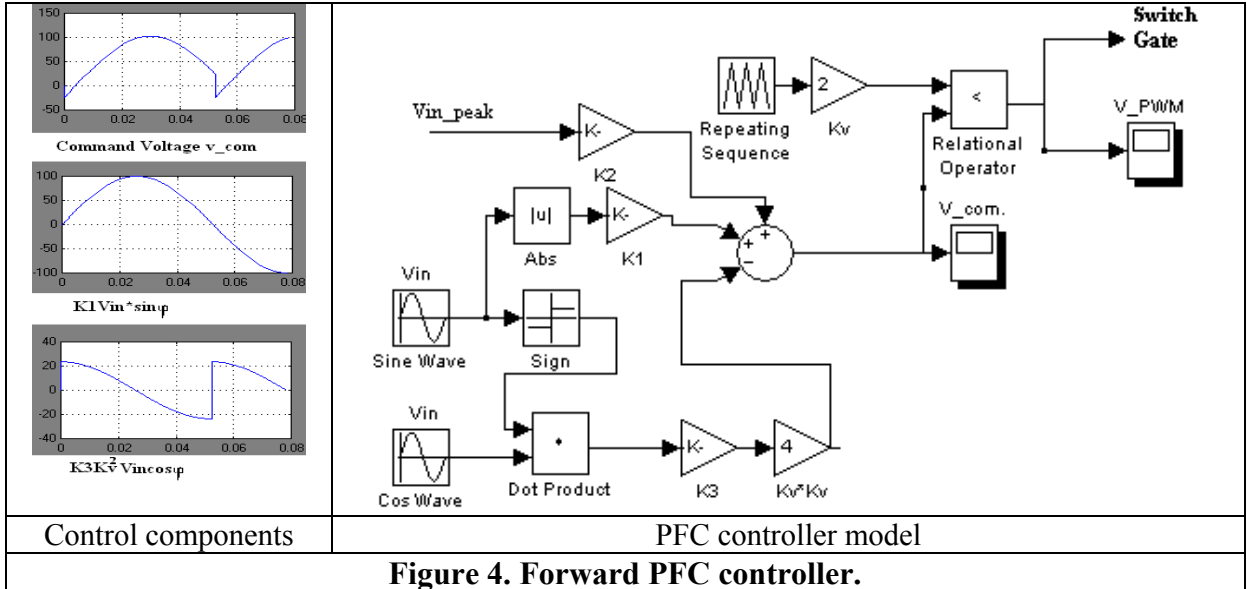 150
100
50
0
-50
0 0.02 0.04 0.06 0.08
Command Voltage v_com
100
50
0
-50
-100
0 0.02 0.04 0.06 0.08
K1Vin*sinφ
40
20
0
-20
-40
0 0.02 0.04 0.06 0.08
K3Kv²Vincosφ
Switch
Gate
Vin_peak
K-
K2
Repeating
Sequence
2
Kv
<
Relational
Operator
V_PWM
|u|
Abs
K-
K1
+
+
−
V_com.
Vin
Sine Wave
Sign
Vin
Cos Wave
Dot Product
K-
K3
4
Kv*Kv
Control components
PFC controller model
Figure 4. Forward PFC controller.